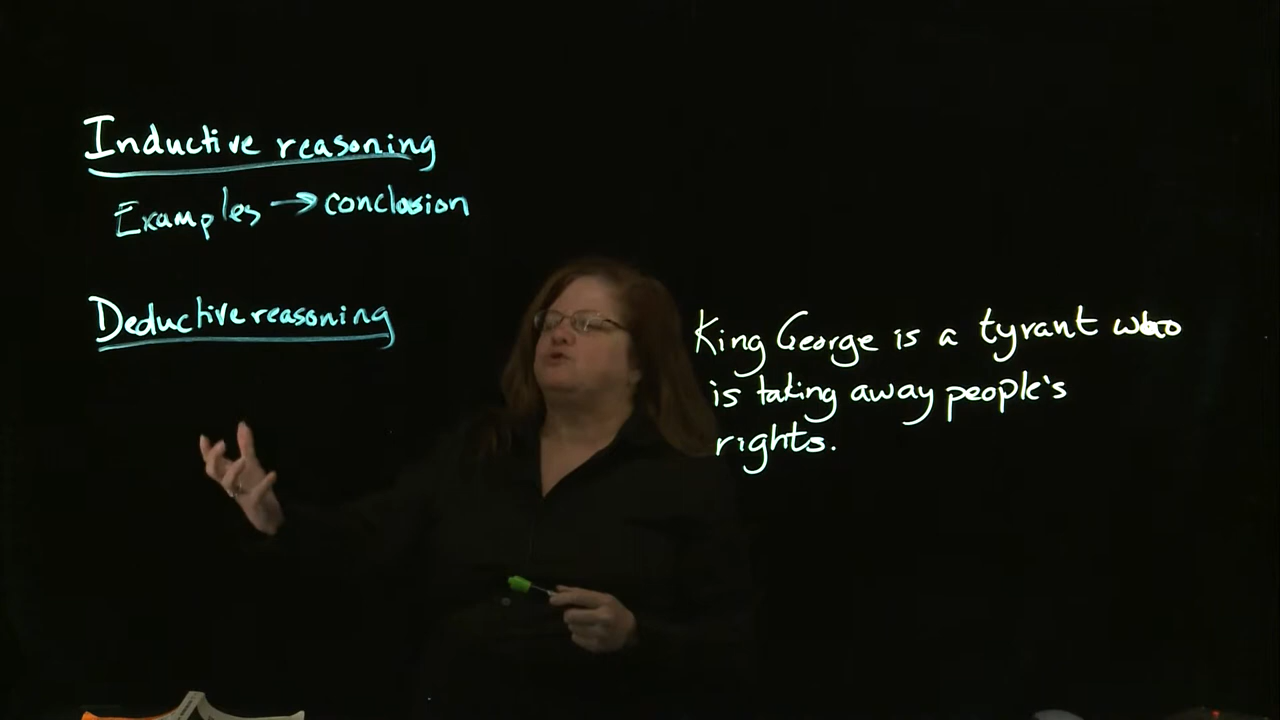 Inductive reasoning
Examples → conclusion
Deductive reasoning
King George is a tyrant who
is taking away people's
rights.